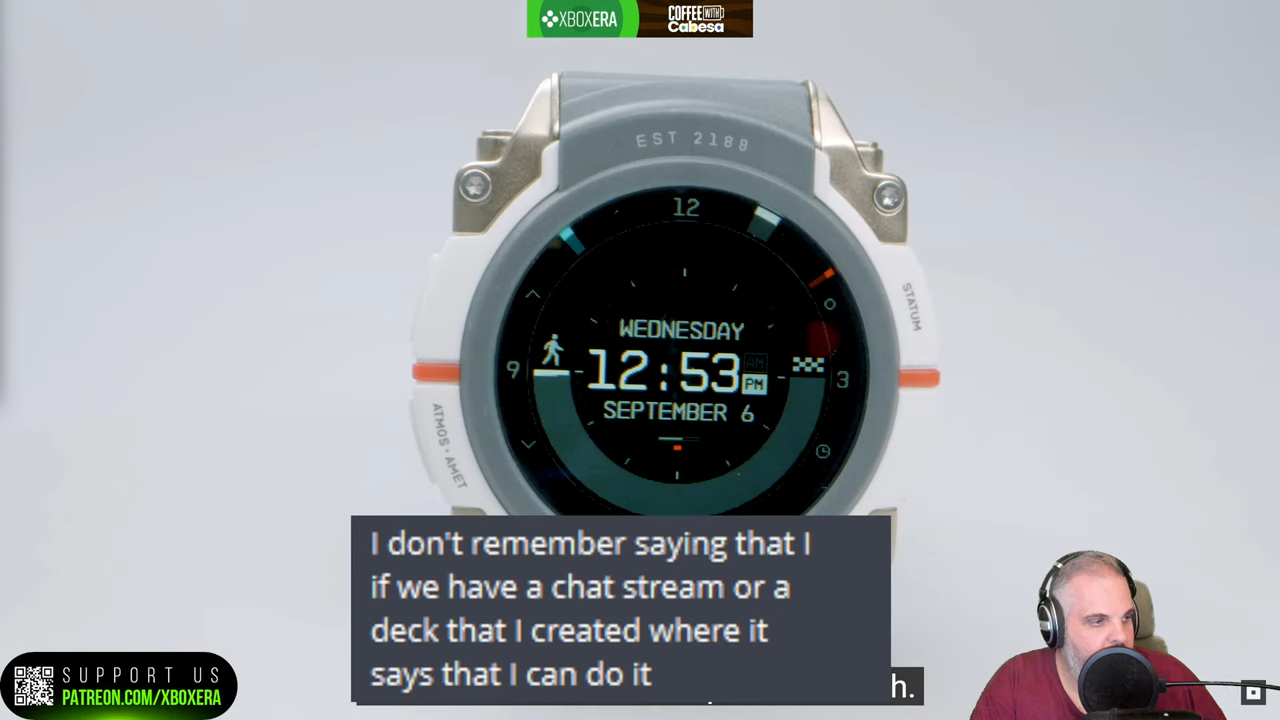 XBOXERA
COFFEE WITH
Cabesa
EST 2188
12
STATUM
WEDNESDAY
9
12:53
AM
PM
3
SEPTEMBER 6
ATMOS · AMET
I don't remember saying that I
if we have a chat stream or a
deck that I created where it
says that I can do it
h.
SUPPORT US
PATREON.COM/XBOXERA